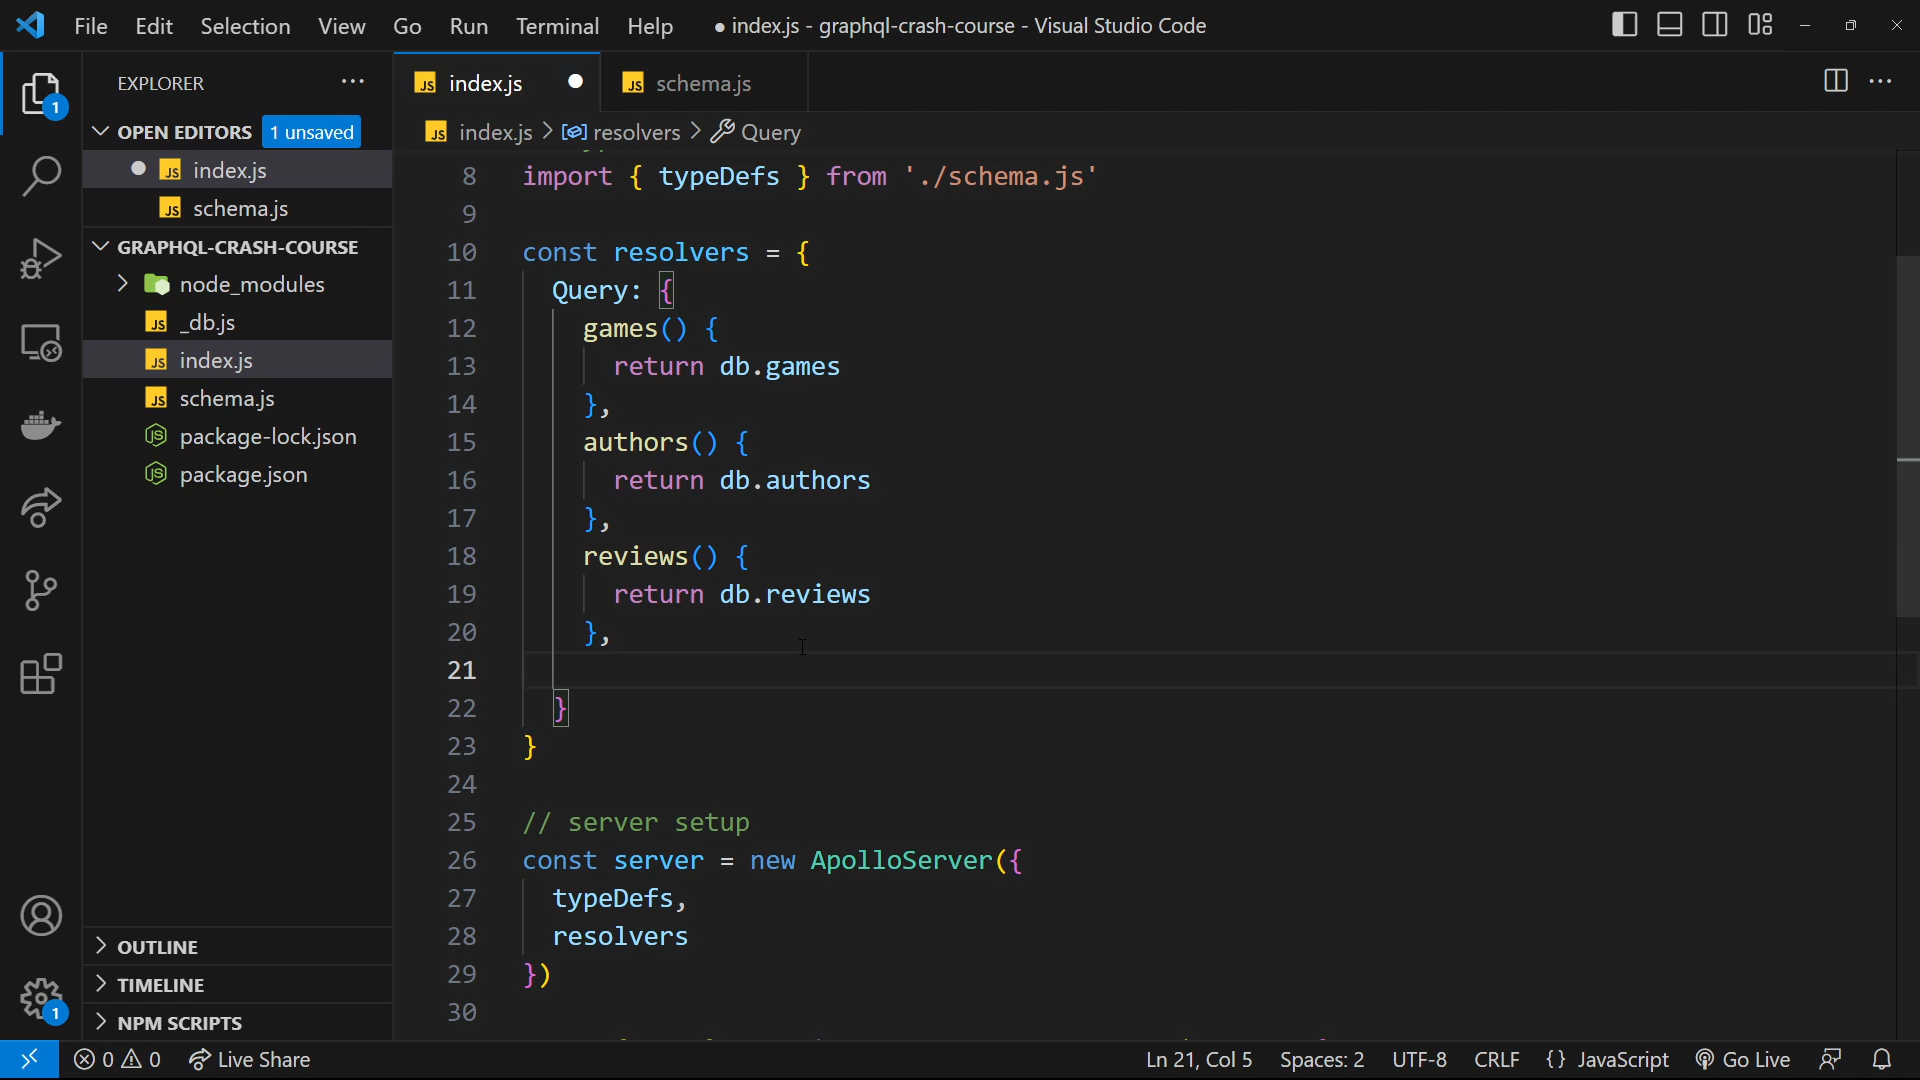 File Edit Selection View Go Run Terminal Help
● index.js - graphql-crash-course - Visual Studio Code
EXPLORER
OPEN EDITORS 1 unsaved
index.js
schema.js
GRAPHQL-CRASH-COURSE
node_modules
_db.js
index.js
schema.js
package-lock.json
package.json
OUTLINE
TIMELINE
NPM SCRIPTS
1
1
JS index.js
JS schema.js
JS index.js > resolvers > Query
8 import { typeDefs } from './schema.js'
9
10 const resolvers = {
11 Query: {
12 games() {
13 return db.games
14 },
15 authors() {
16 return db.authors
17 },
18 reviews() {
19 return db.reviews
20 },
21
22 }
23 }
24
25 // server setup
26 const server = new ApolloServer({
27 typeDefs,
28 resolvers
29 })
30
0 0 Live Share
Ln 21, Col 5 Spaces: 2 UTF-8 CRLF {} JavaScript Go Live